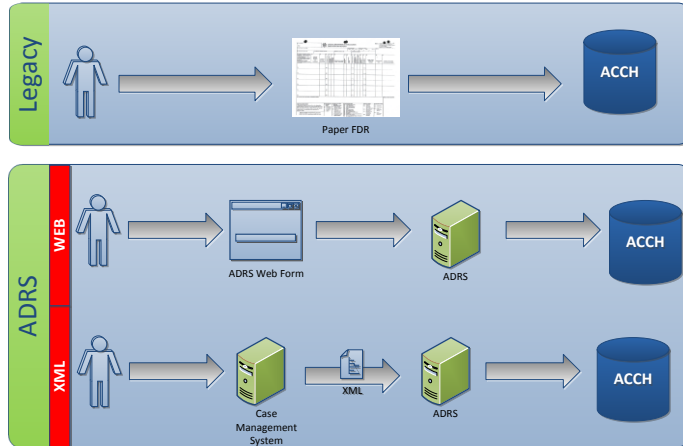 Legacy
ACCH
Paper FDR
ADRS
WEB
ACCH
ADRS Web Form
ADRS
XML
ACCH
XML
Case
Management
System
ADRS